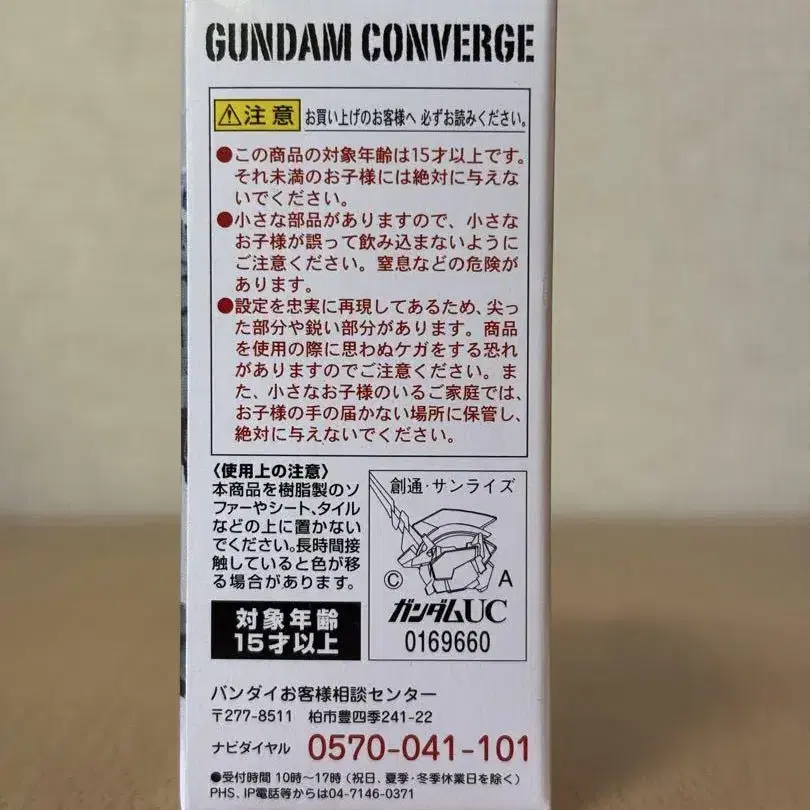 GUNDAM CONVERGE
⚠注意 お買い上げのお客様へ 必ずお読みください。
●この商品の対象年齢は15才以上です。
それ未満のお子様には絶対に与えな
いでください。
●小さな部品がありますので、小さな
お子様が誤って飲み込まないように
ご注意ください。窒息などの危険が
あります。
●設定を忠実に再現してあるため、尖っ
た部分や鋭い部分があります。商品
を使用の際に思わぬケガをする恐れ
がありますのでご注意ください。ま
た、小さなお子様のいるご家庭では、
お子様の手の届かない場所に保管し、
絶対に与えないでください。
〈使用上の注意〉
本商品を樹脂製のソ
ファーやシート、タイル
などの上に置かない
でください。長時間接
触していると色が移
る場合があります。
対象年齢
15才以上
創通・サンライズ
© A
ガンダムUC
0169660
バンダイお客様相談センター
〒277-8511 柏市豊四季241-22
ナビダイヤル 0570-041-101
●受付時間 10時〜17時（祝日、夏季・冬季休業日を除く）
PHS、IP電話等からは04-7146-0371